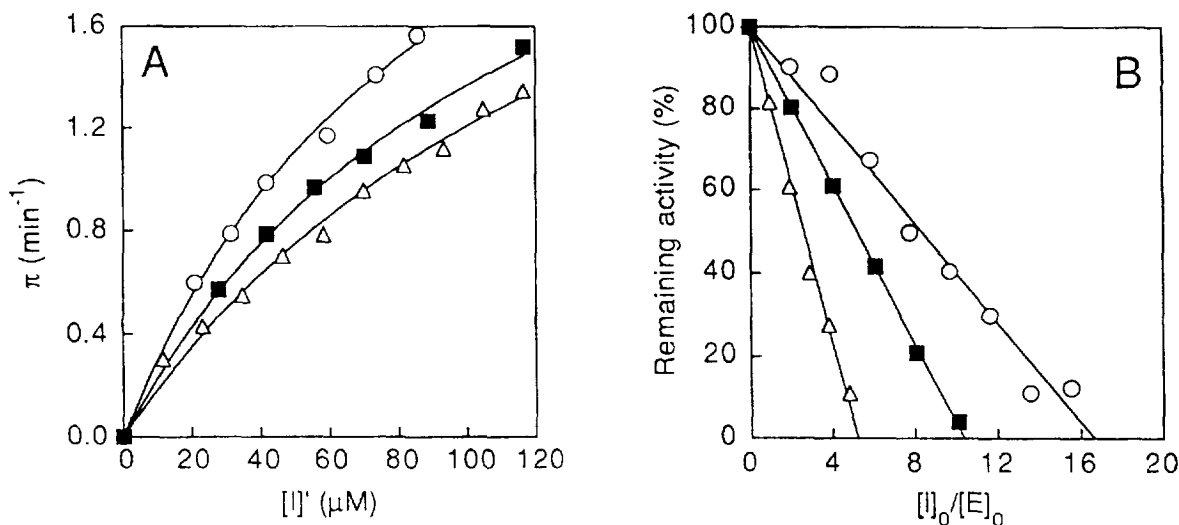 A
π (min⁻¹)
1.6
1.2
0.8
0.4
0.0
0 20 40 60 80 100 120
[I]' (μM)
B
Remaining activity (%)
100
80
60
40
20
0
0 4 8 12 16 20
[I]₀/[E]₀